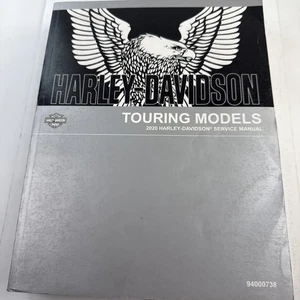 HARLEY-DAVIDSON
TOURING MODELS
2020 HARLEY-DAVIDSON® SERVICE MANUAL
94000738